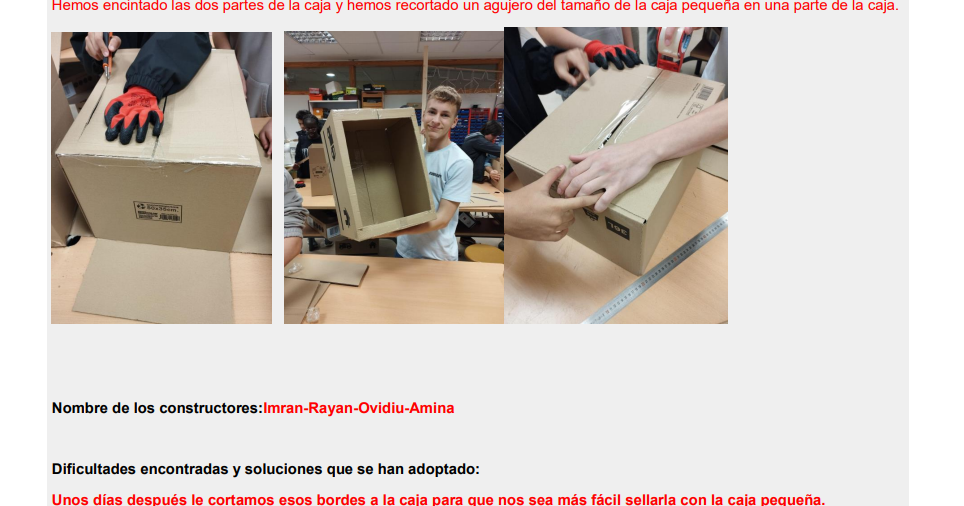 Hemos encintado las dos partes de la caja y hemos recortado un agujero del tamaño de la caja pequeña en una parte de la caja.
Nombre de los constructores:Imran-Rayan-Ovidiu-Amina
Dificultades encontradas y soluciones que se han adoptado:
Unos días después le cortamos esos bordes a la caja para que nos sea más fácil sellarla con la caja pequeña.